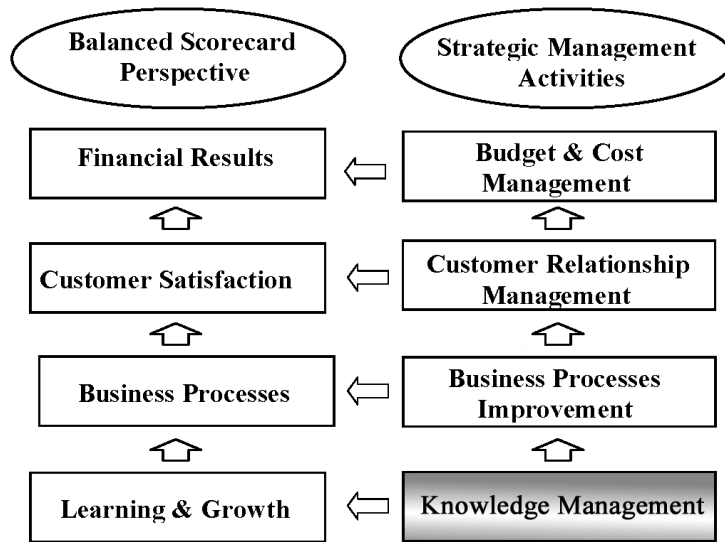 Balanced Scorecard
Perspective
Strategic Management
Activities
Financial Results
Budget & Cost
Management
Customer Satisfaction
Customer Relationship
Management
Business Processes
Business Processes
Improvement
Learning & Growth
Knowledge Management